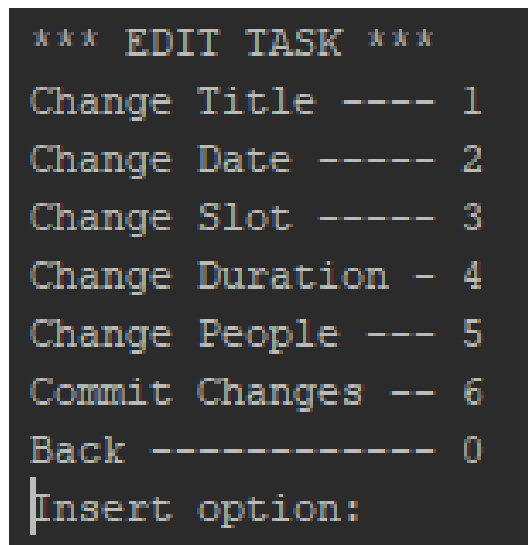 *** EDIT TASK ***
Change Title ---- 1
Change Date ----- 2
Change Slot ----- 3
Change Duration - 4
Change People --- 5
Commit Changes -- 6
Back ------------ 0
Insert option: